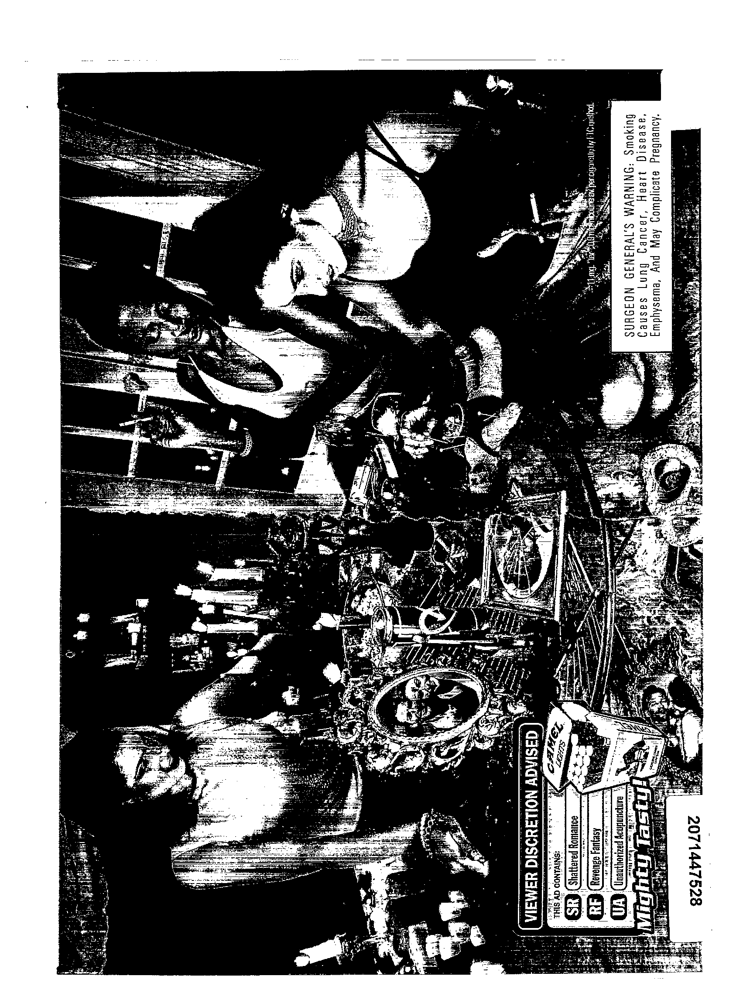 SURGEON GENERAL'S WARNING: Smoking
Causes Lung Cancer, Heart Disease,
Emphysema, And May Complicate Pregnancy.
VIEWER DISCRETION ADVISED
THIS AD CONTAINS:
SR Shattered Romance
RF Revenge Fantasy
UA Unauthorized Acupuncture
Mighty Tasty!
CAMEL
LIGHTS
2071447528